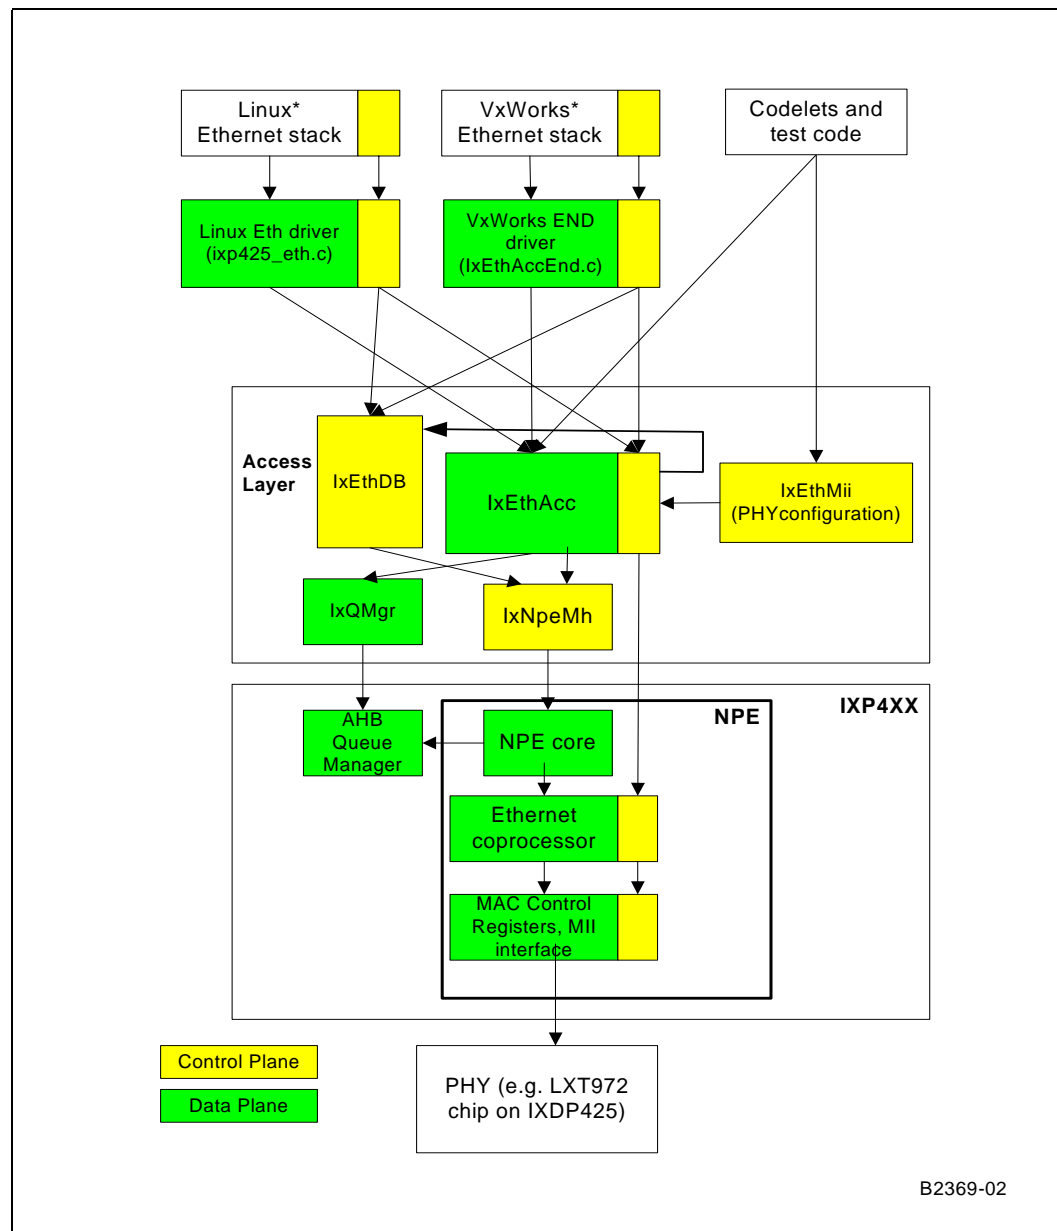 Linux*
Ethernet stack
VxWorks*
Ethernet stack
Codelets and
test code
Linux Eth driver
(ixp425_eth.c)
VxWorks END
driver
(IxEthAccEnd.c)
Access
Layer
IxEthDB
IxEthAcc
IxEthMii
(PHYconfiguration)
IxQMgr
IxNpeMh
IXP4XX
NPE
AHB
Queue
Manager
NPE core
Ethernet
coprocessor
MAC Control
Registers, MII
interface
Control Plane
Data Plane
PHY (e.g. LXT972
chip on IXDP425)
B2369-02